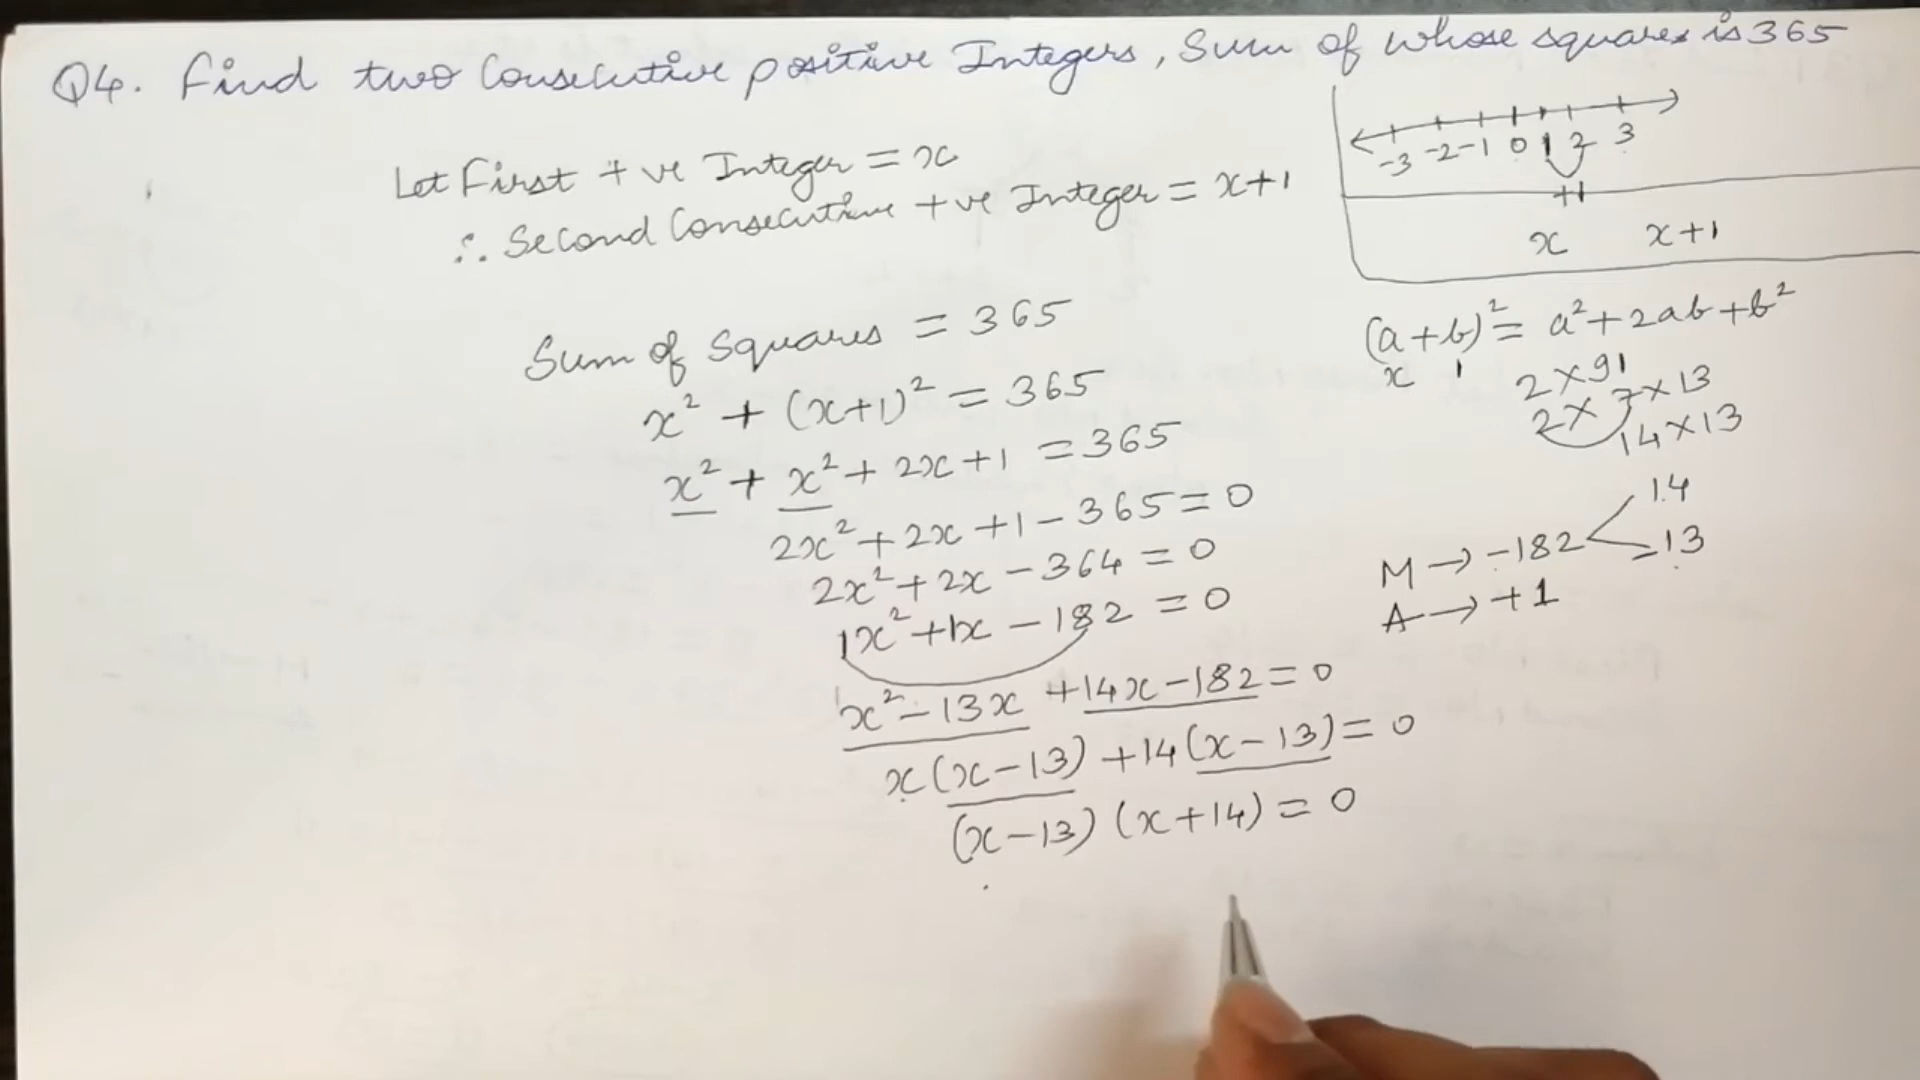 Q4. Find two Consecutive positive Integers, Sum of whose squares is 365
Let First +ve Integer = x
∴ Second Consecutive +ve Integer = x+1
Sum of Squares = 365
x² + (x+1)² = 365
x² + x² + 2x + 1 = 365
2x² + 2x + 1 - 365 = 0
2x² + 2x - 364 = 0
1x² + 1x - 182 = 0
x² - 13x + 14x - 182 = 0
x(x-13) + 14(x-13) = 0
(x-13) (x+14) = 0
-3 -2 -1 0 1 2 3
+1
x x+1
(a+b)² = a² + 2ab + b²
x 1
2×91
2×7×13
14×13
14
M → -182
-13
A → +1